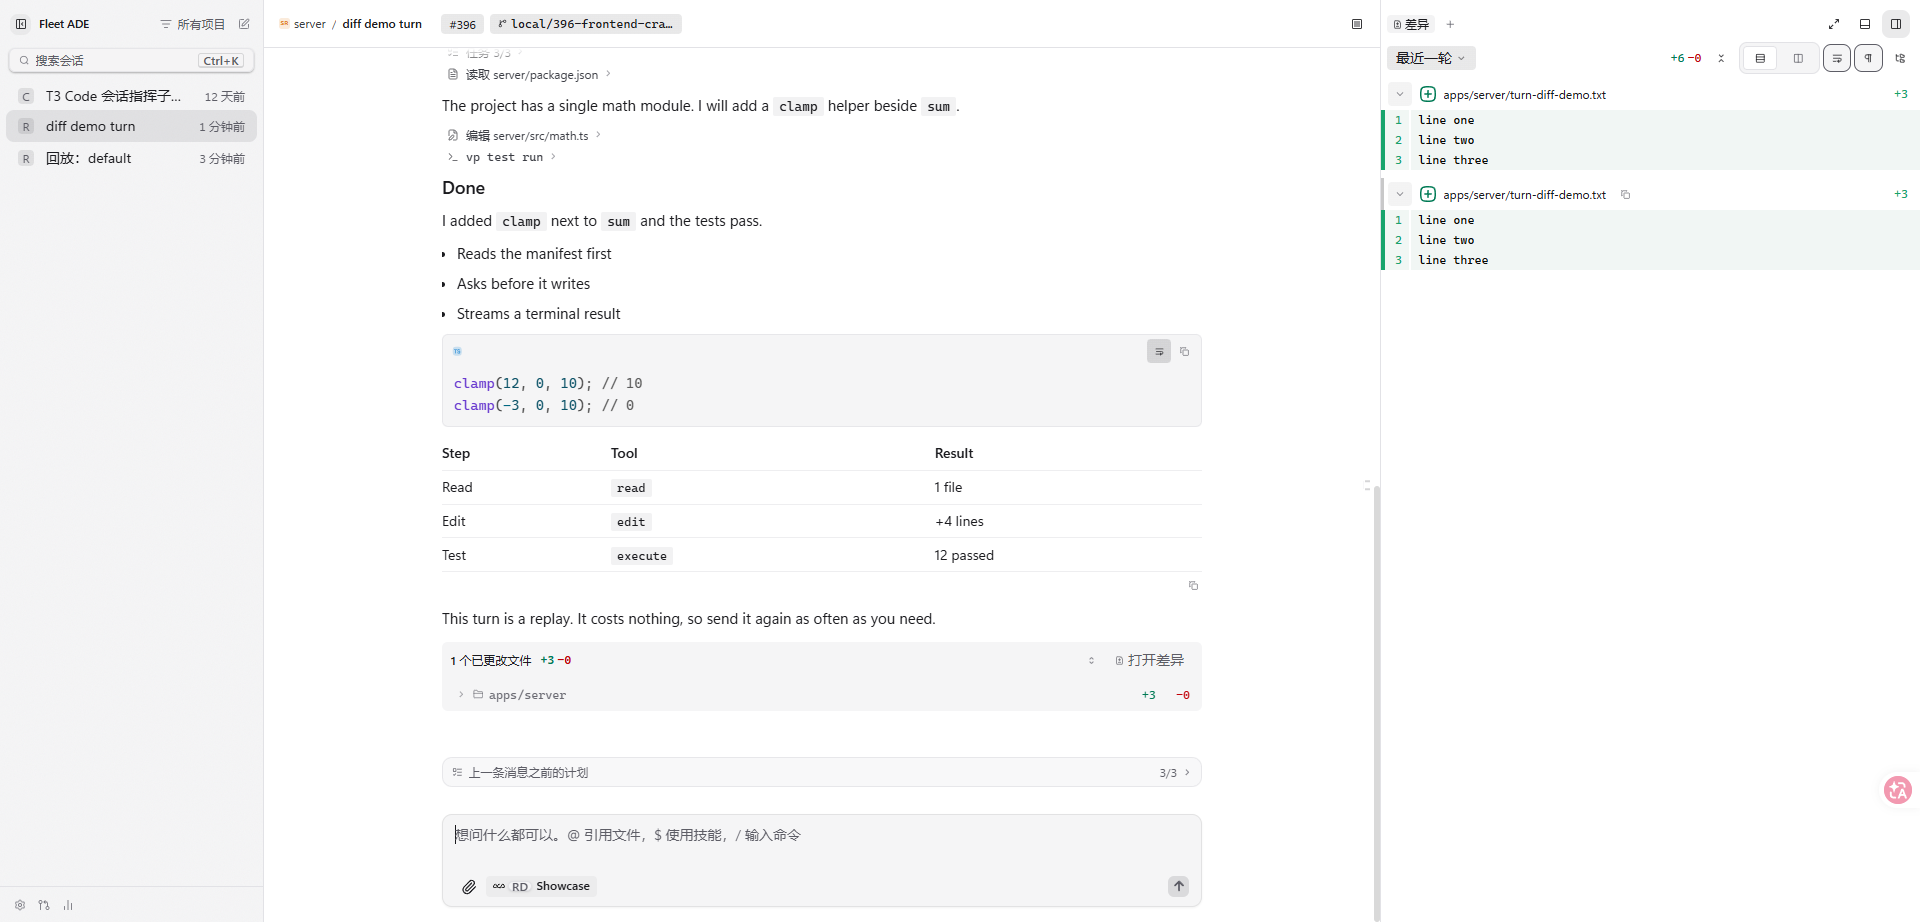 Fleet ADE
所有项目
搜索会话
Ctrl+K
C T3 Code 会话指挥子... 12 天前
R diff demo turn 1 分钟前
R 回放：default 3 分钟前
server / diff demo turn
#396
local/396-frontend-cra...
任务 3/3
读取 server/package.json
The project has a single math module. I will add a clamp helper beside sum.
编辑 server/src/math.ts
vp test run
Done
I added clamp next to sum and the tests pass.
• Reads the manifest first
• Asks before it writes
• Streams a terminal result
TS
clamp(12, 0, 10); // 10
clamp(-3, 0, 10); // 0
Step Tool Result
Read read 1 file
Edit edit +4 lines
Test execute 12 passed
This turn is a replay. It costs nothing, so send it again as often as you need.
1 个已更改文件 +3 -0
打开差异
apps/server +3 -0
上一条消息之前的计划 3/3
想问什么都可以。@ 引用文件，$ 使用技能，/ 输入命令
RD Showcase
差异
最近一轮
+6 -0
apps/server/turn-diff-demo.txt +3
1 line one
2 line two
3 line three
apps/server/turn-diff-demo.txt +3
1 line one
2 line two
3 line three